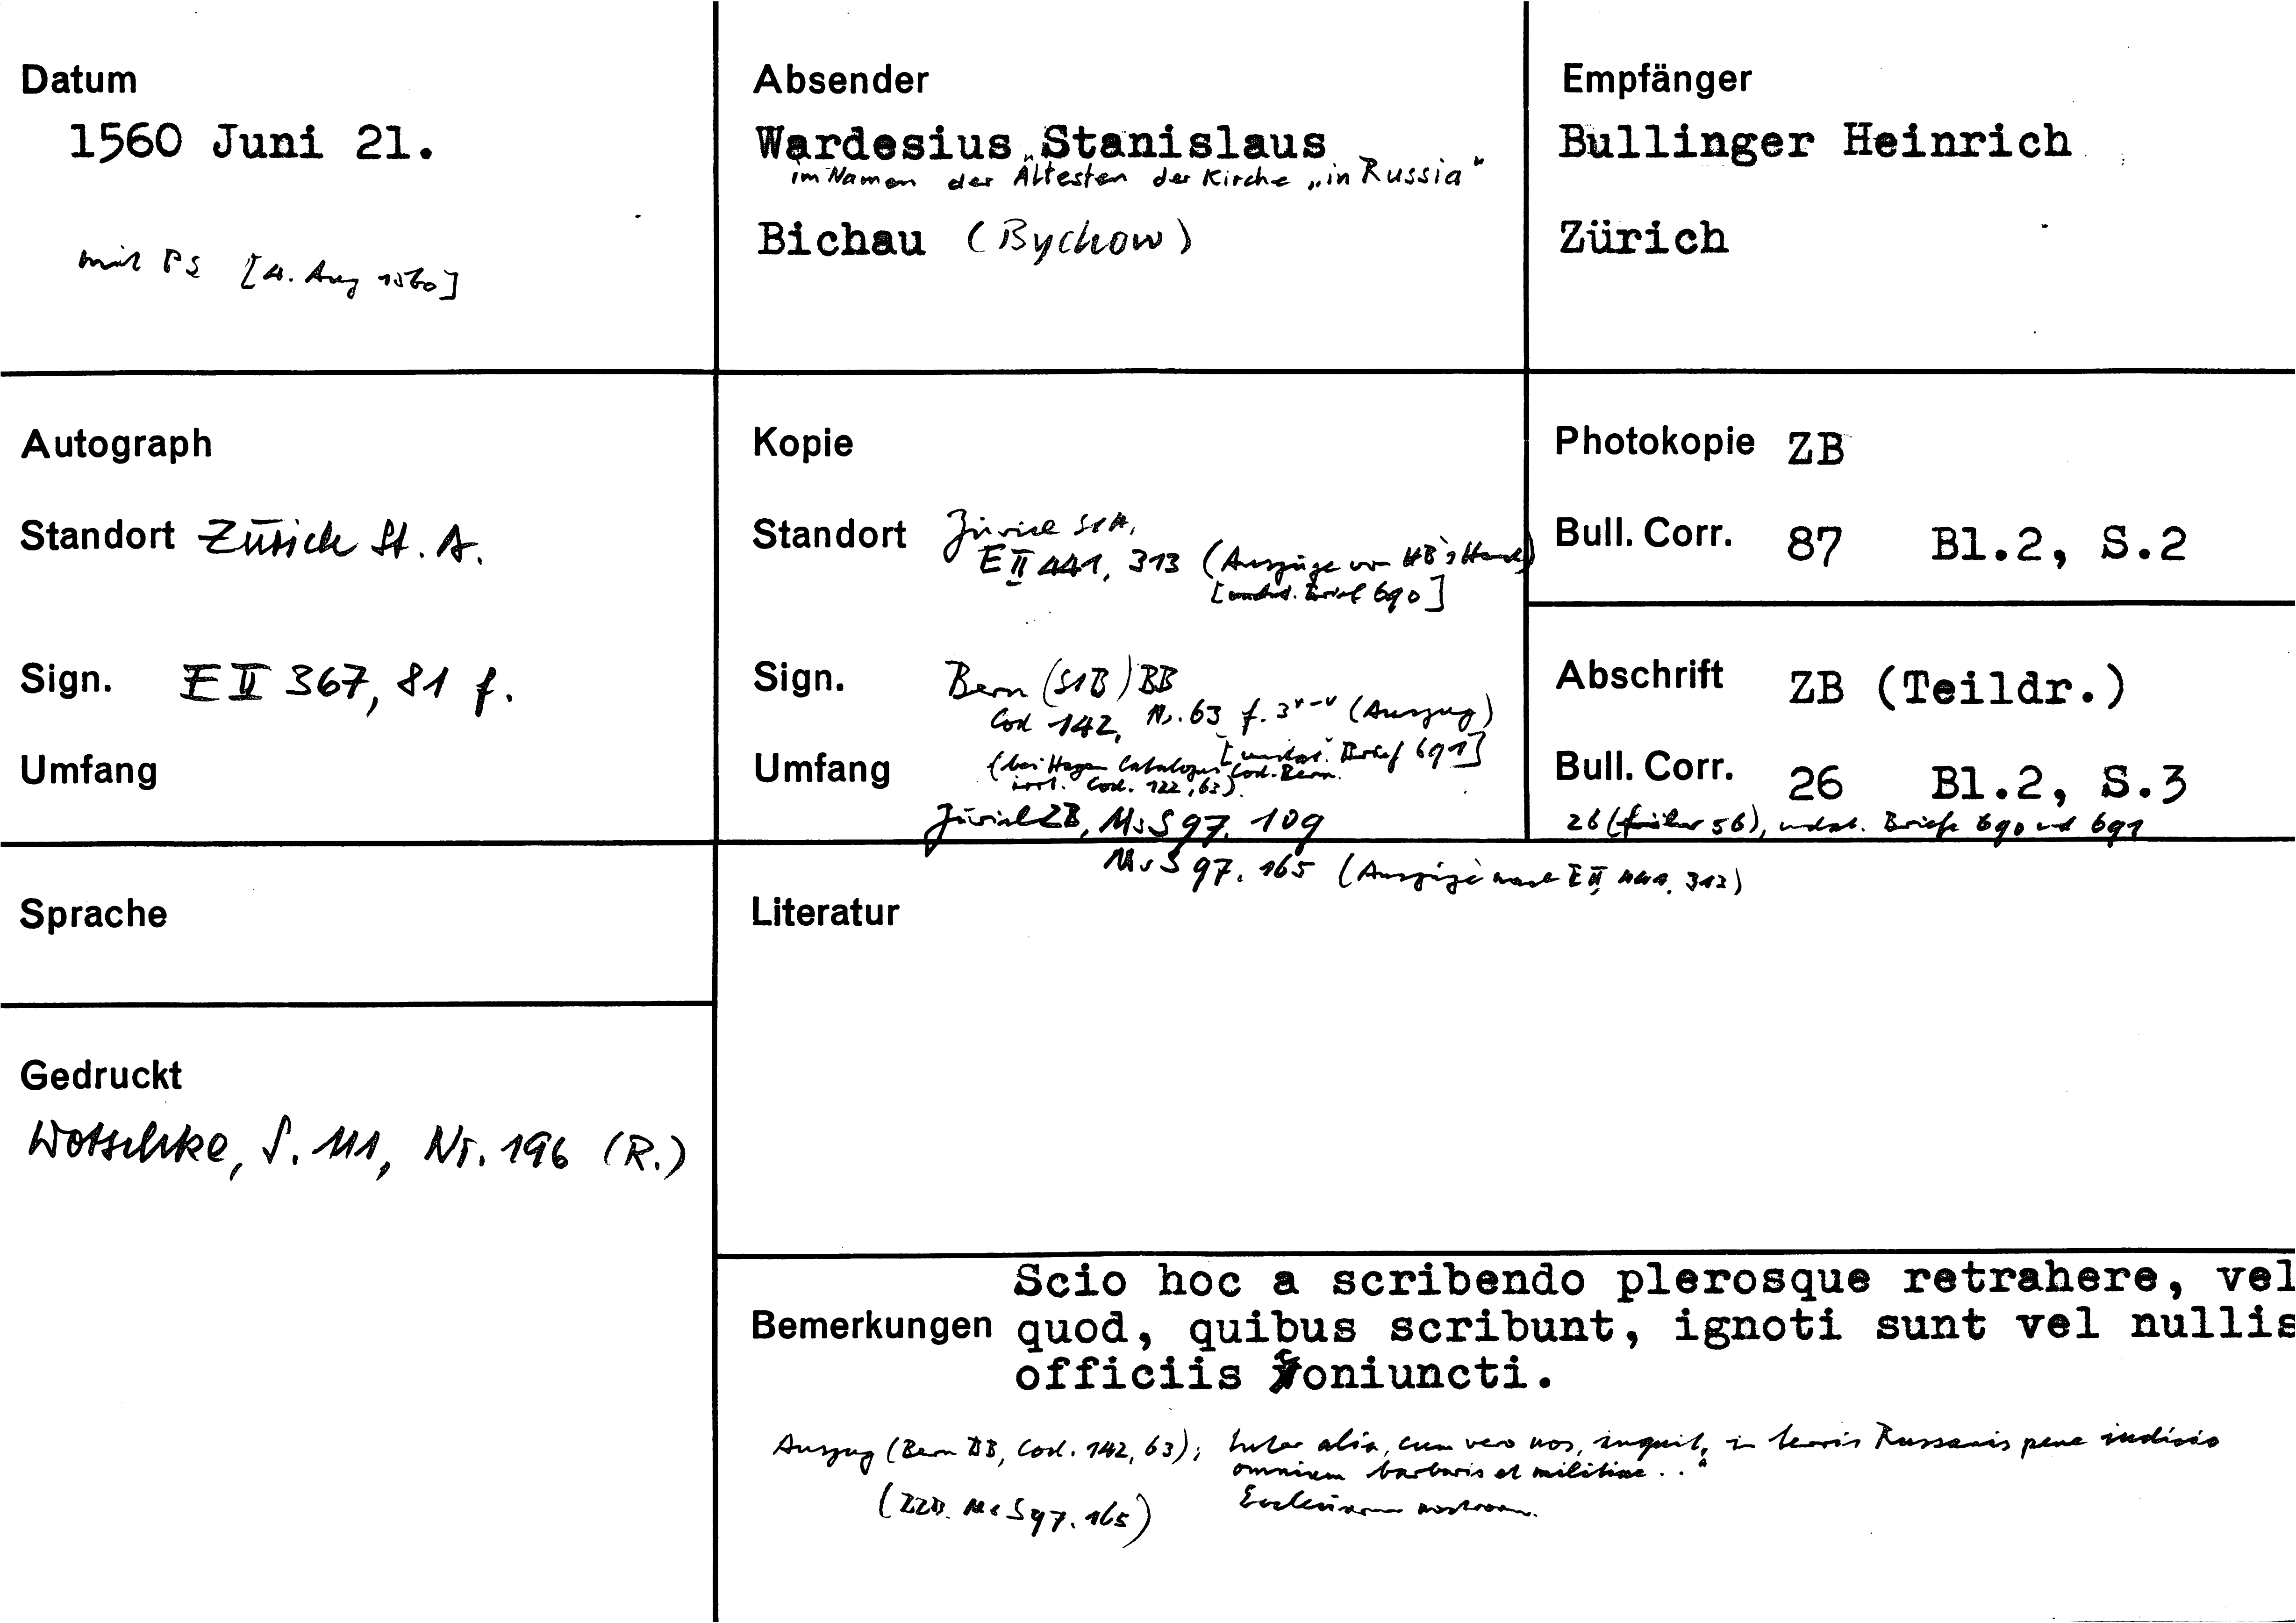 Datum
1560 Juni 21.
mit PS [4. Aug 1560]
Absender
Wardesius Stanislaus
im Namen der Ältesten der Kirche „in Russia"
Bichau (Bychow)
Empfänger
Bullinger Heinrich
Zürich
Autograph
Standort Zürich St. A.
Sign. E II 367, 81 f.
Umfang
Kopie
Standort Zürich StA,
E II 441, 313 (Auszüge von HB's Hand)
[undat. Brief 690]
Sign. Bern (StB) BB
Cod 142, Nr. 63 f. 3r-v (Auszug)
[undat. Brief 691]
Umfang (bei Hagen Catalogus Cod. Bern.
irrt. Cod. 122, 63)
Zürich ZB, Ms S 97, 109
Ms S 97, 165 (Auszüge nach E II 441, 313)
Photokopie ZB
Bull. Corr. 87 Bl.2, S.2
Abschrift ZB (Teildr.)
Bull. Corr. 26 Bl.2, S.3
26 (früher 56), undat. Briefe 690 und 691
Sprache
Literatur
Gedruckt
Wotschke, S. 111, Nr. 196 (R.)
Bemerkungen
Scio hoc a scribendo plerosque retrahere, vel
quod, quibus scribunt, ignoti sunt vel nullis
officiis coniuncti.
Auszug (Bern BB, Cod. 142, 63); Inter alia, cum vero nos, inquit, in terris Russanis pene
omnium barbaris et militiae .."
(ZZB. Ms S 97, 165)